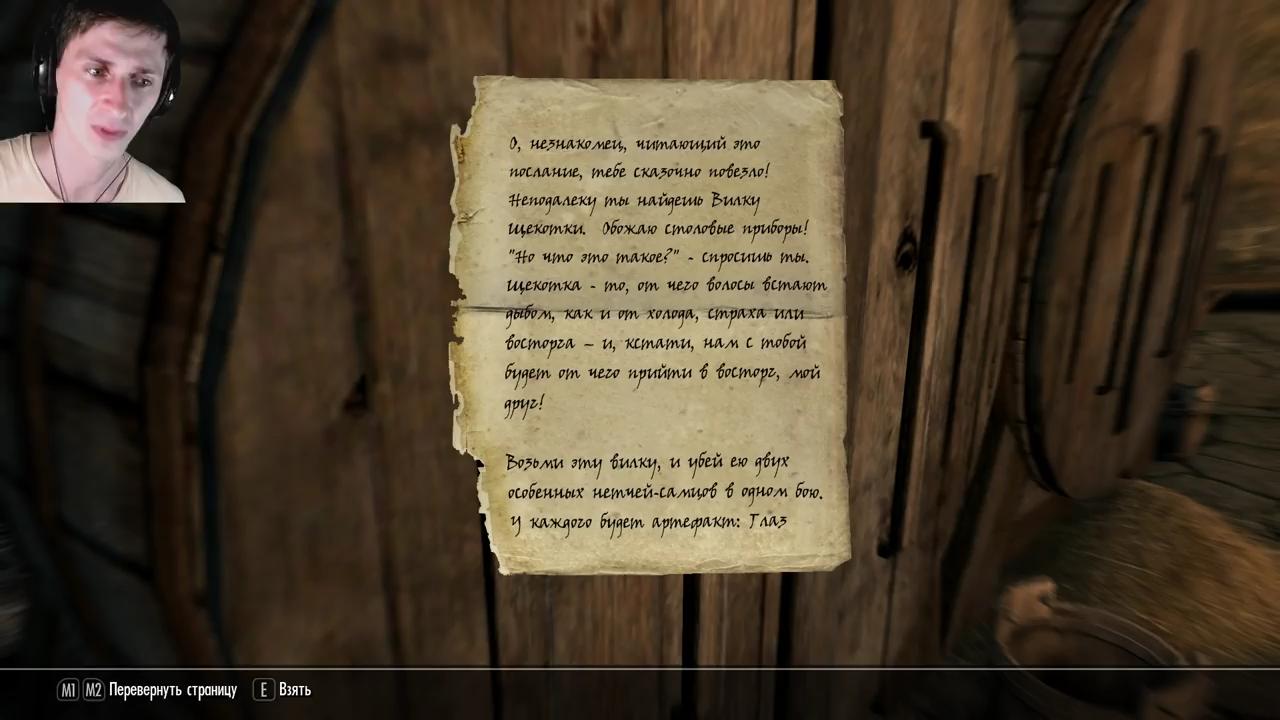 О, незнакомец, читающий это
послание, тебе сказочно повезло!
Неподалеку ты найдешь Вилку
щекотки. Обожаю столовые приборы!
"Но что это такое?" - спросишь ты.
Щекотка - то, от чего волосы встают
дыбом, как и от холода, страха или
восторга – и, кстати, нам с тобой
будет от чего прийти в восторг, мой
друг!
Возьми эту вилку, и убей ею двух
особенных нетчей-самцов в одном бою.
У каждого будет артефакт: Глаз
M1 M2 Перевернуть страницу E Взять